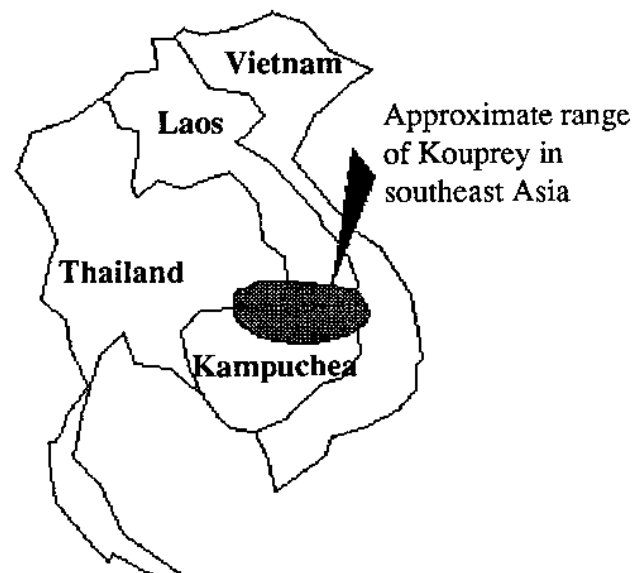 Vietnam
Laos
Approximate range
of Kouprey in
southeast Asia
Thailand
Kampuchea